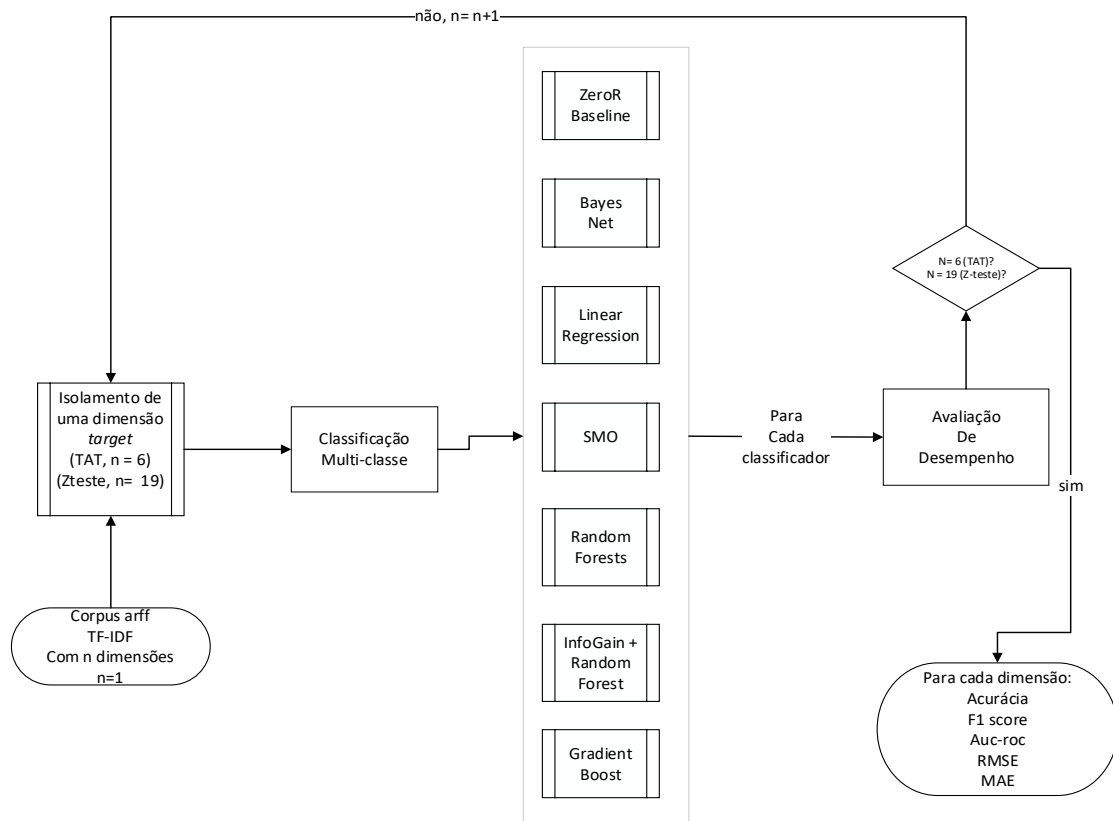 não, n= n+1
ZeroR
Baseline
Bayes
Net
Linear
Regression
SMO
Random
Forests
InfoGain +
Random
Forest
Gradient
Boost
Isolamento de
uma dimensão
target
(TAT, n = 6)
(Zteste, n=  19)
Classificação
Multi-classe
Para
Cada
classificador
Avaliação
De
Desempenho
N= 6 (TAT)?
N = 19 (Z-teste)?
sim
Corpus arff
TF-IDF
Com n dimensões
n=1
Para cada dimensão:
Acurácia
F1 score
Auc-roc
RMSE
MAE